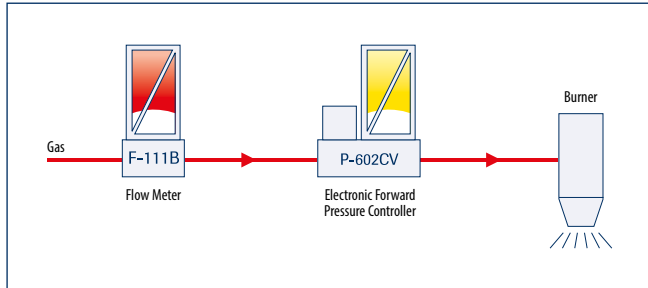 Gas
F-111B
Flow Meter
P-602CV
Electronic Forward
Pressure Controller
Burner